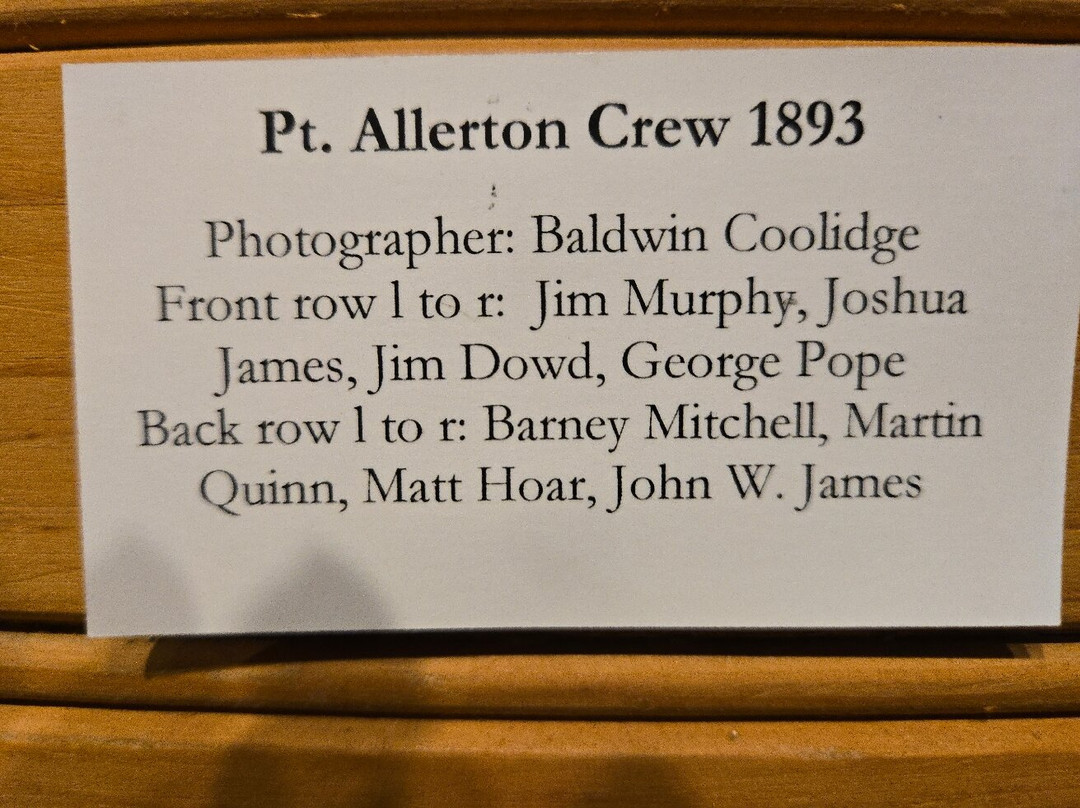 Pt. Allerton Crew 1893
Photographer: Baldwin Coolidge
Front row l to r: Jim Murphy, Joshua
James, Jim Dowd, George Pope
Back row l to r: Barney Mitchell, Martin
Quinn, Matt Hoar, John W. James